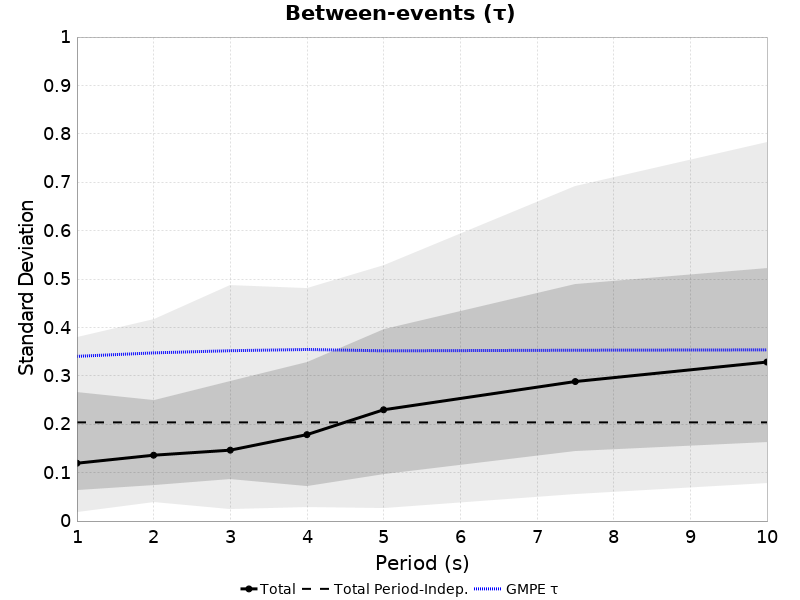 Between-events (τ)
Standard Deviation
1
0.9
0.8
0.7
0.6
0.5
0.4
0.3
0.2
0.1
0
1 2 3 4 5 6 7 8 9 10
Period (s)
Total Total Period-Indep. GMPE τ